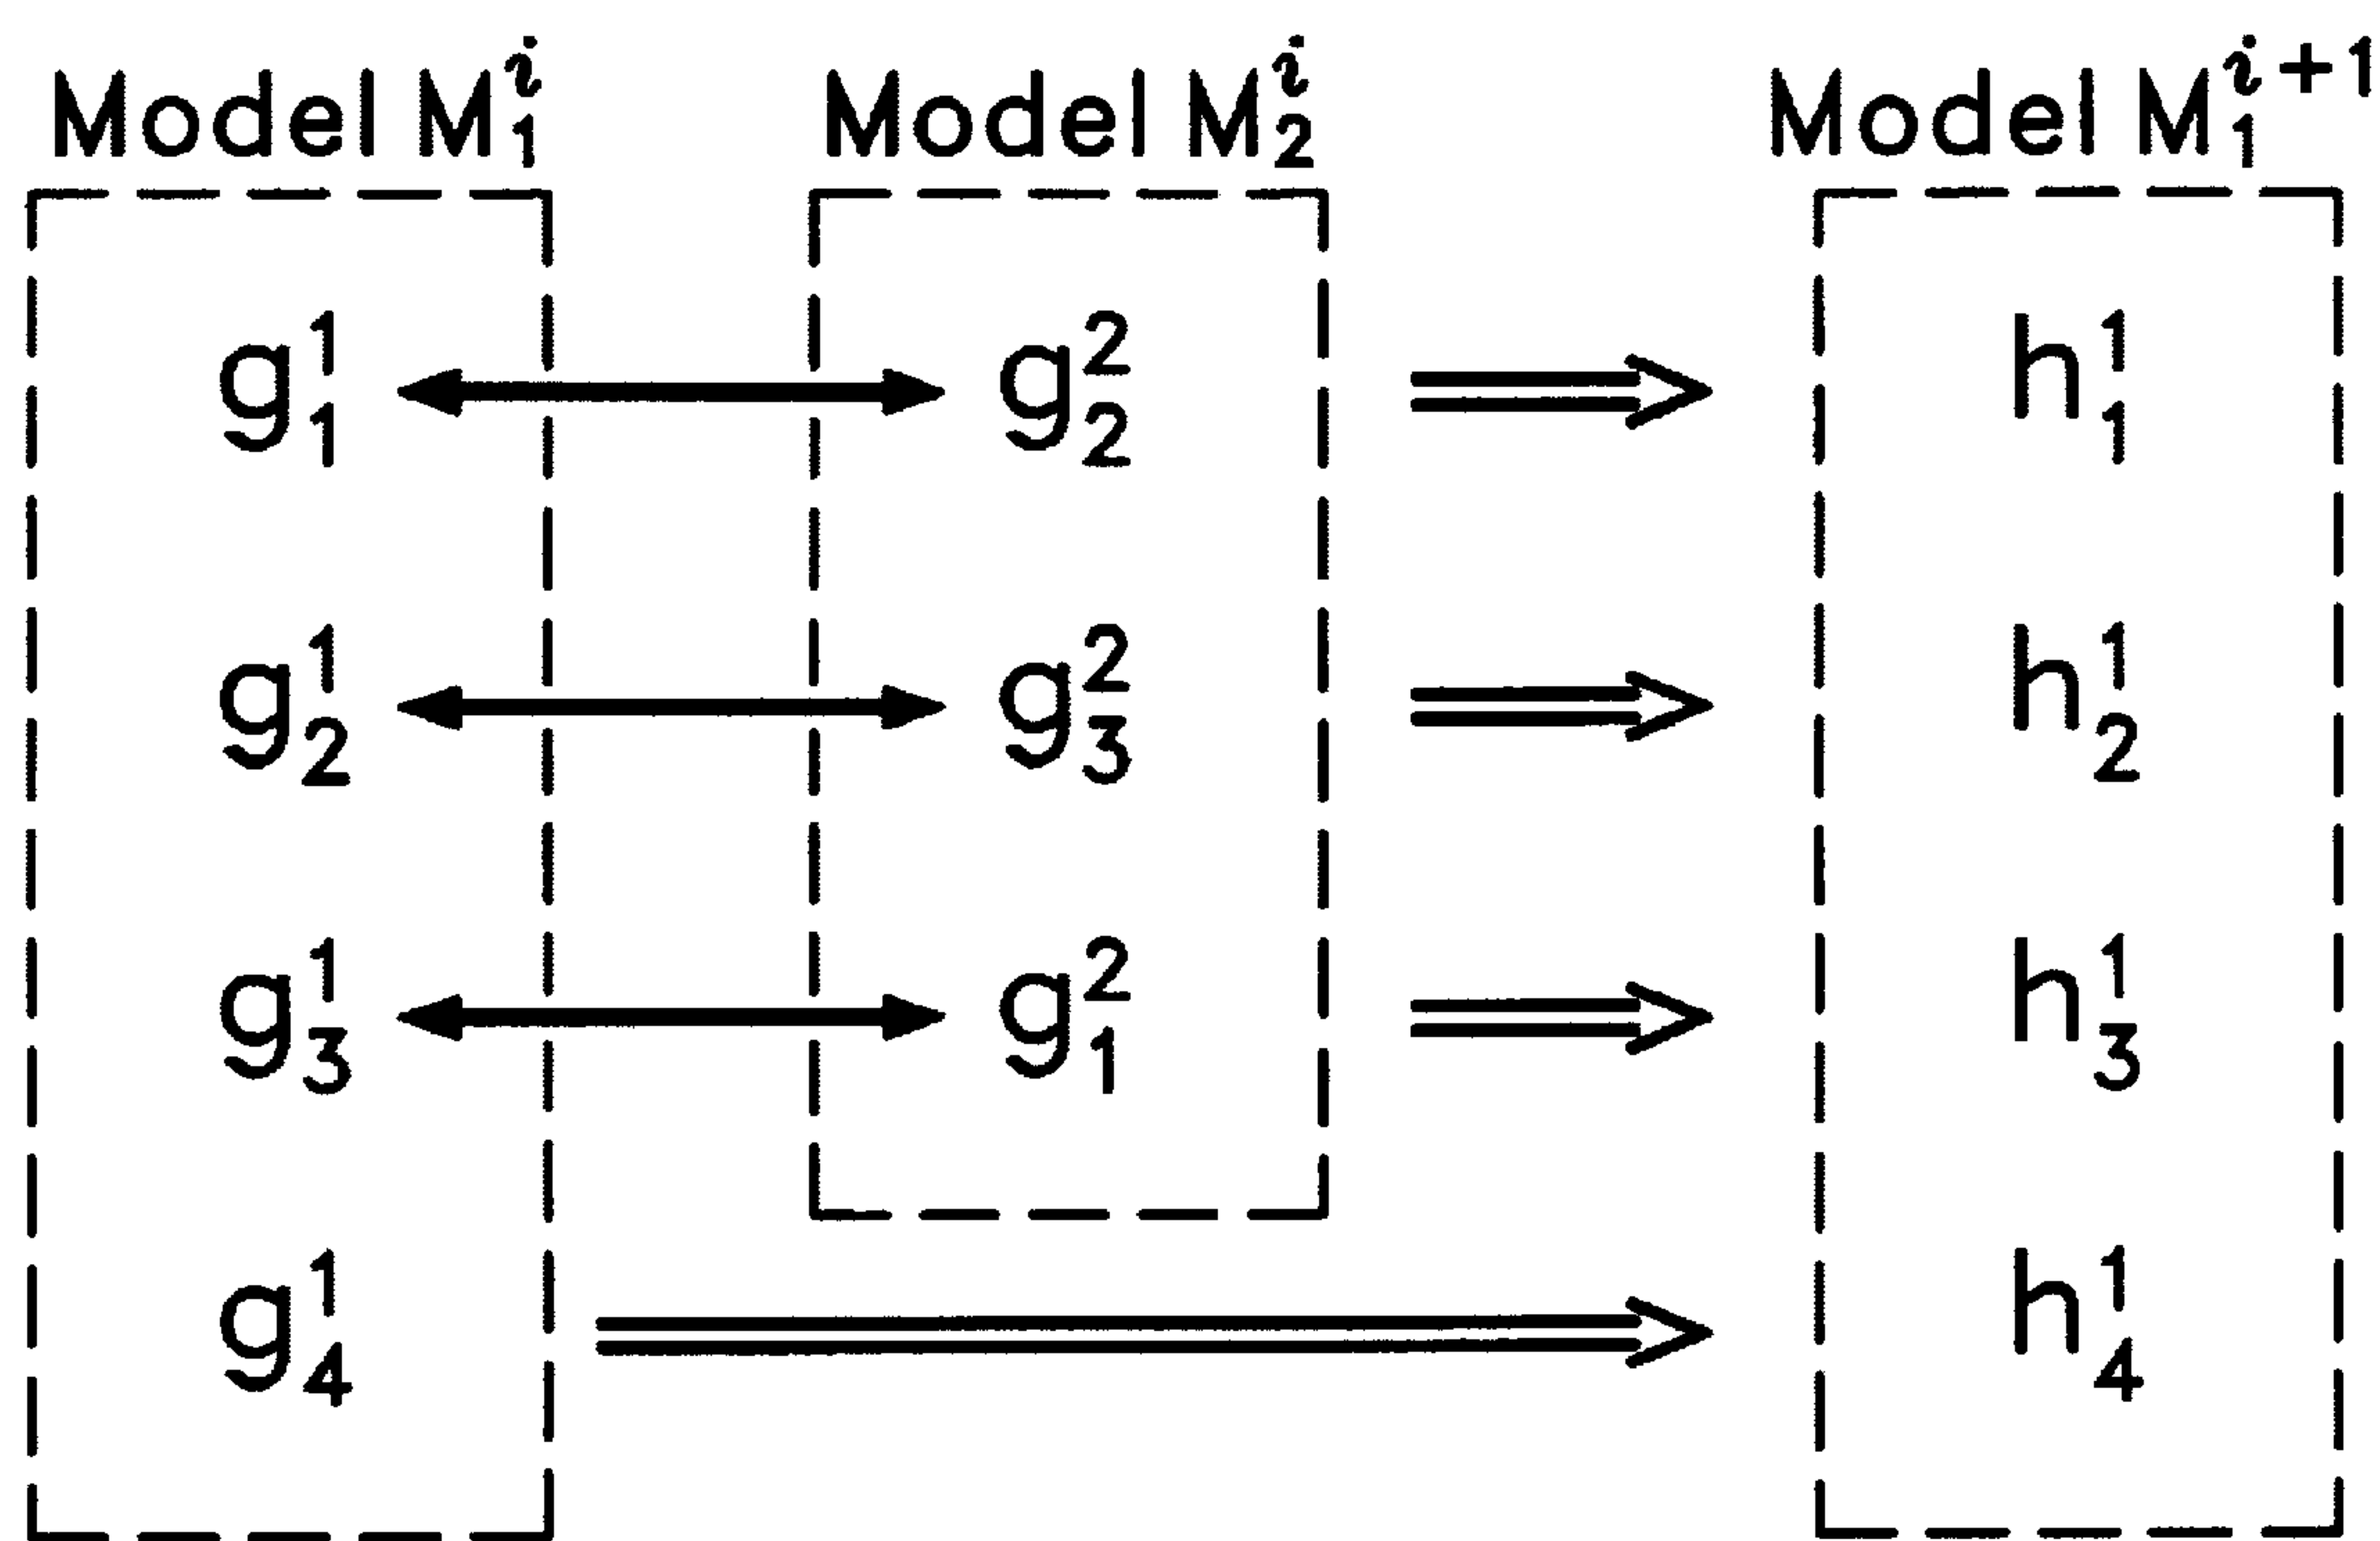 Model M₁ⁱ Model M₂ⁱ Model M₁ⁱ⁺¹
g₁¹ g₂² h₁¹
g₂¹ g₃² h₂¹
g₃¹ g₁² h₃¹
g₄¹ h₄¹